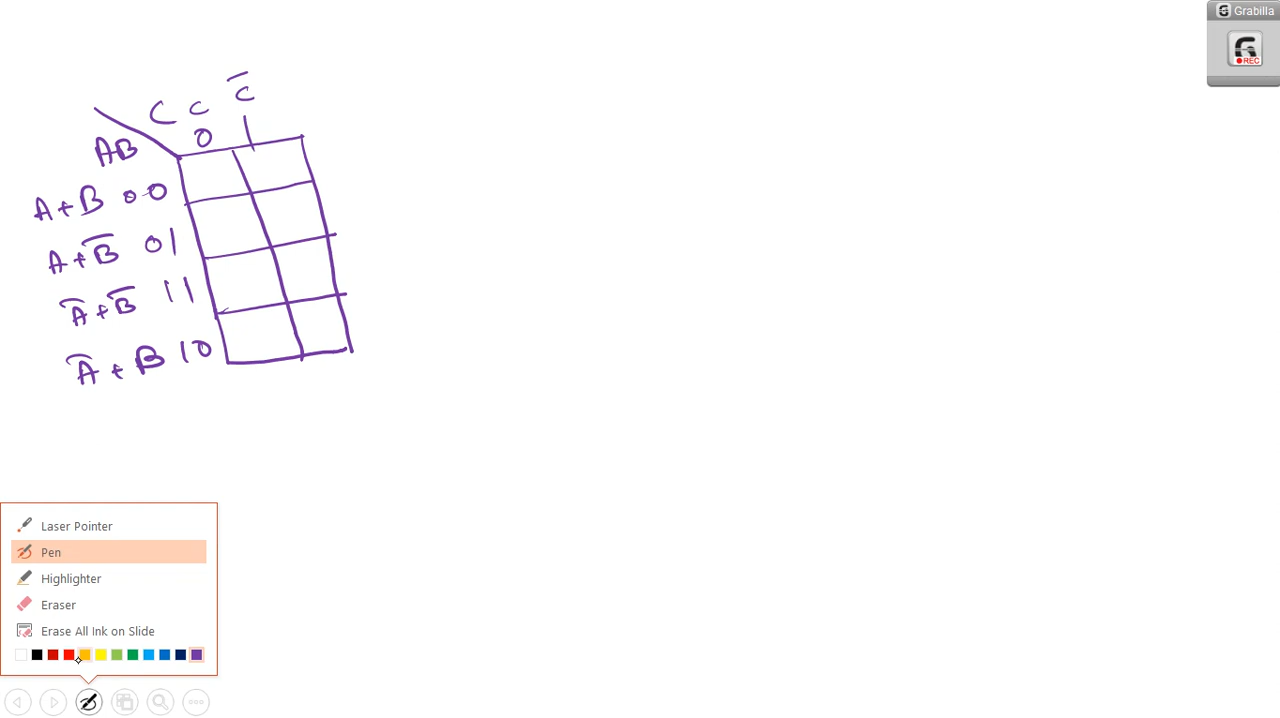 Grabilla
REC
C C C̅
AB 0 1
A+B 00
A+B̅ 01
A̅+B̅ 11
A̅+B 10
Laser Pointer
Pen
Highlighter
Eraser
Erase All Ink on Slide